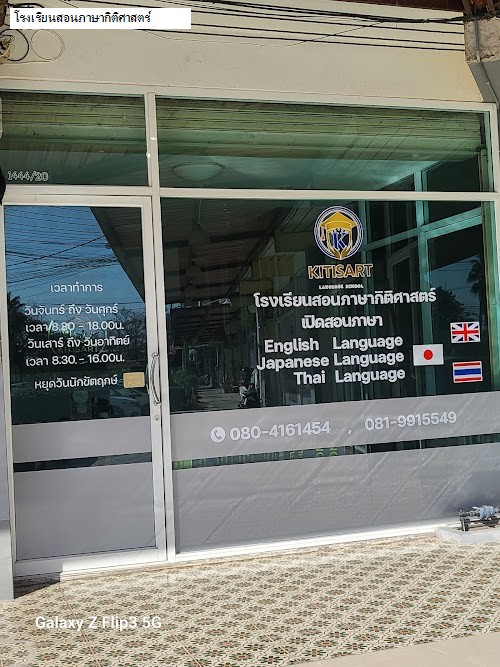 โรงเรียนสอนภาษากิติศาสตร์
1444/20
เวลาทำการ
วันจันทร์ ถึง วันศุกร์
เวลา 8.30 - 18.00น.
วันเสาร์ ถึง วันอาทิตย์
เวลา 8.30 - 16.00น.
หยุดวันนักขัตฤกษ์
KITISART
LANGUAGE SCHOOL
โรงเรียนสอนภาษากิติศาสตร์
เปิดสอนภาษา
English Language
Japanese Language
Thai Language
080-4161454 , 081-9915549
Galaxy Z Flip3 5G